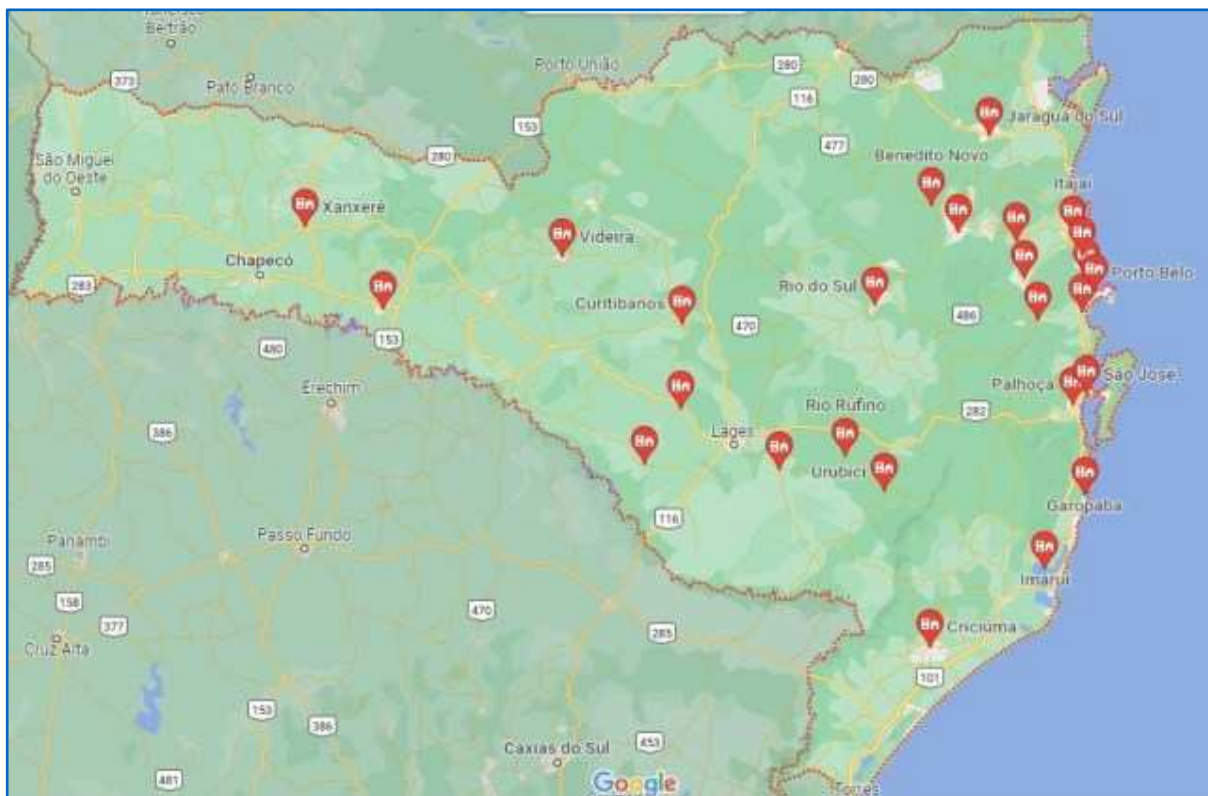 Beltrão
373
Pato Branco
Porto União
280
280
116
153
Jaraguá do Sul
477
280
Benedito Novo
São Miguel
do Oeste
Itajaí
Xanxerê
Videira
Chapecó
283
Curitibanos
Rio do Sul
Porto Belo
153
470
486
480
Erechim
Palhoça
São José
386
Rio Rufino
282
Lages
Urubici
116
Garopaba
Passo Fundo
Panambi
285
Imaruí
158
470
377
285
Cruz Alta
Criciúma
101
153
386
Caxias do Sul
453
481
Google
Torres